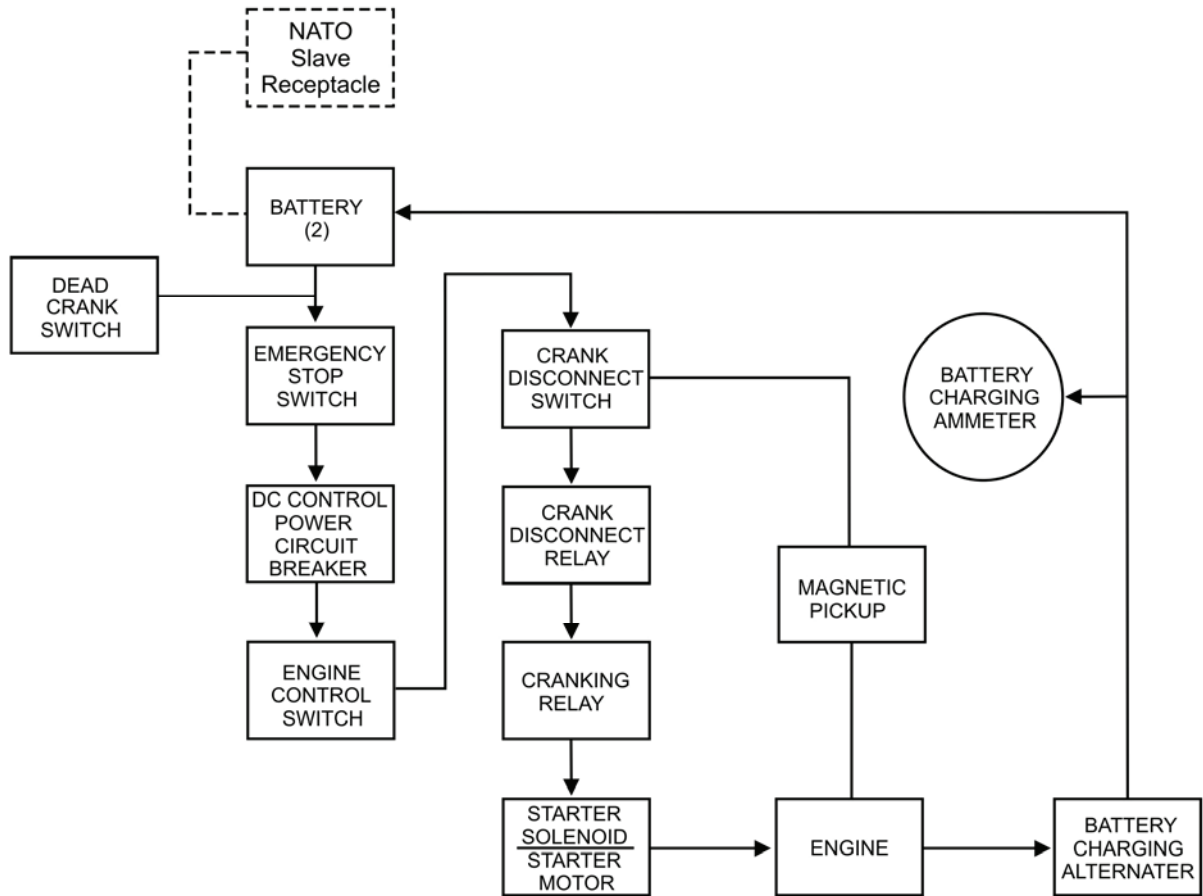 NATO
Slave
Receptacle
BATTERY
(2)
DEAD
CRANK
SWITCH
EMERGENCY
STOP
SWITCH
CRANK
DISCONNECT
SWITCH
BATTERY
CHARGING
AMMETER
DC CONTROL
POWER
CIRCUIT
BREAKER
CRANK
DISCONNECT
RELAY
MAGNETIC
PICKUP
ENGINE
CONTROL
SWITCH
CRANKING
RELAY
STARTER
SOLENOID
STARTER
MOTOR
ENGINE
BATTERY
CHARGING
ALTERNATER